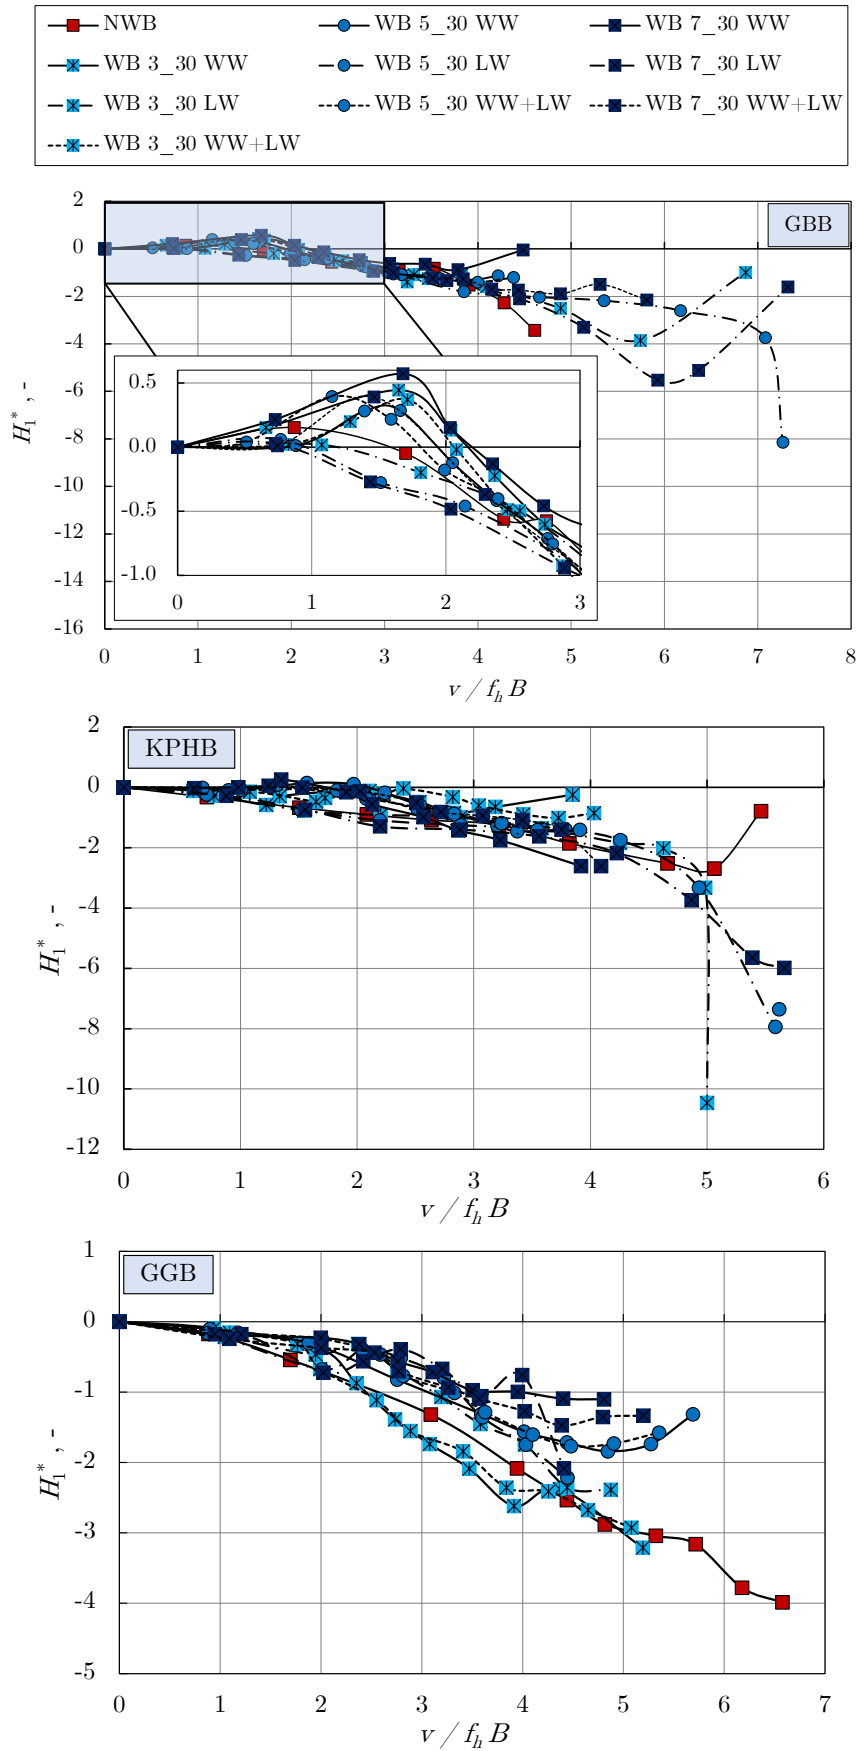 NWB WB 5_30 WW WB 7_30 WW
WB 3_30 WW WB 5_30 LW WB 7_30 LW
WB 3_30 LW WB 5_30 WW+LW WB 7_30 WW+LW
WB 3_30 WW+LW
2
GBB
0
-2
-4
-6
-8
-10
-12
-14
-16
H₁*, -
0.5
0.0
-0.5
-1.0
0 1 2 3
0 1 2 3 4 5 6 7 8
v / fₕ B
2
KPHB
0
-2
-4
-6
-8
-10
-12
H₁*, -
0 1 2 3 4 5 6
v / fₕ B
1
GGB
0
-1
-2
-3
-4
-5
H₁*, -
0 1 2 3 4 5 6 7
v / fₕ B